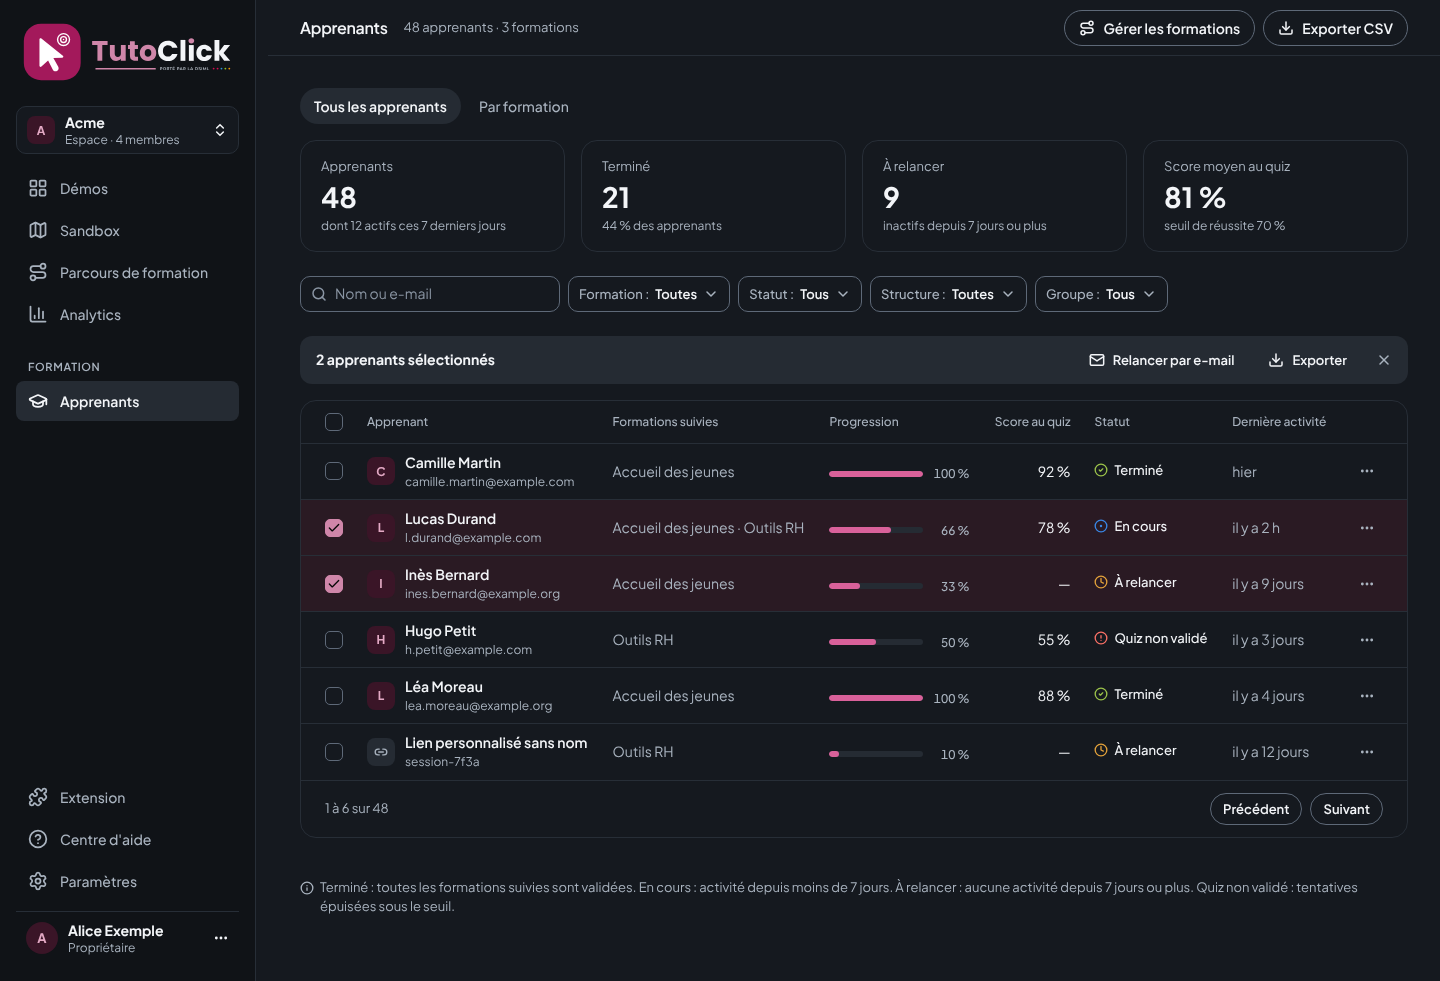 TutoClick
PORTÉ PAR LA DSIML
A
Acme
Espace · 4 membres
Démos
Sandbox
Parcours de formation
Analytics
FORMATION
Apprenants
Extension
Centre d'aide
Paramètres
A
Alice Exemple
Propriétaire
Apprenants
48 apprenants · 3 formations
Gérer les formations
Exporter CSV
Tous les apprenants
Par formation
Apprenants
48
dont 12 actifs ces 7 derniers jours
Terminé
21
44 % des apprenants
À relancer
9
inactifs depuis 7 jours ou plus
Score moyen au quiz
81 %
seuil de réussite 70 %
Nom ou e-mail
Formation : Toutes
Statut : Tous
Structure : Toutes
Groupe : Tous
2 apprenants sélectionnés
Relancer par e-mail
Exporter
Apprenant Formations suivies Progression Score au quiz Statut Dernière activité
C
Camille Martin
camille.martin@example.com
Accueil des jeunes
100 %
92 %
Terminé
hier
L
Lucas Durand
l.durand@example.com
Accueil des jeunes · Outils RH
66 %
78 %
En cours
il y a 2 h
I
Inès Bernard
ines.bernard@example.org
Accueil des jeunes
33 %
—
À relancer
il y a 9 jours
H
Hugo Petit
h.petit@example.com
Outils RH
50 %
55 %
Quiz non validé
il y a 3 jours
L
Léa Moreau
lea.moreau@example.org
Accueil des jeunes
100 %
88 %
Terminé
il y a 4 jours
Lien personnalisé sans nom
session-7f3a
Outils RH
10 %
—
À relancer
il y a 12 jours
1 à 6 sur 48
Précédent
Suivant
Terminé : toutes les formations suivies sont validées. En cours : activité depuis moins de 7 jours. À relancer : aucune activité depuis 7 jours ou plus. Quiz non validé : tentatives
épuisées sous le seuil.